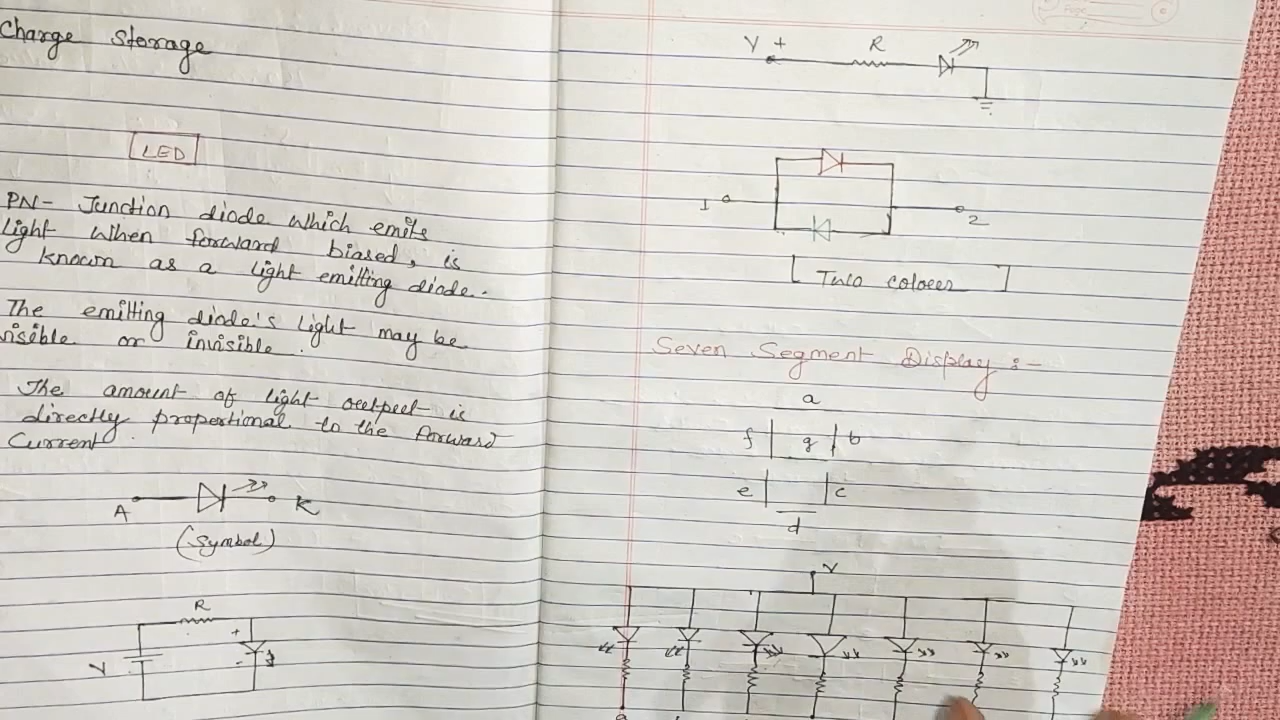 Charge Storage
LED
PN- Junction diode which emits
light when forward biased, is
known as a light emitting diode.
The emitting diode's light may be
visible or invisible.
The amount of light output is
directly proportional to the forward
Current.
A K
(Symbol)
R
+
V
-
V + R
1
2
[Two colour]
Seven Segment Display :-
a
f g b
e c
d
V
a